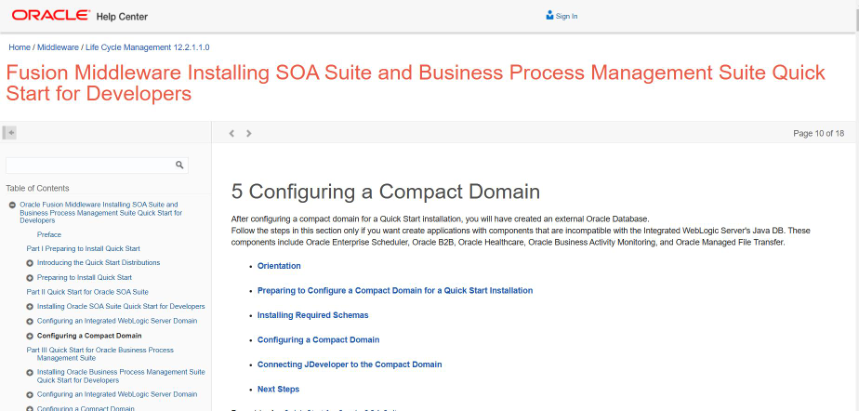 ORACLE Help Center
Sign In
Home / Middleware / Life Cycle Management 12.2.1.1.0
Fusion Middleware Installing SOA Suite and Business Process Management Suite Quick
Start for Developers
Page 10 of 18
Table of Contents
Oracle Fusion Middleware Installing SOA Suite and
Business Process Management Suite Quick Start for
Developers
Preface
Part I Preparing to Install Quick Start
Introducing the Quick Start Distributions
Preparing to Install Quick Start
Part II Quick Start for Oracle SOA Suite
Installing Oracle SOA Suite Quick Start for Developers
Configuring an Integrated WebLogic Server Domain
Configuring a Compact Domain
Part III Quick Start for Oracle Business Process
Management Suite
Installing Oracle Business Process Management Suite
Quick Start for Developers
Configuring an Integrated WebLogic Server Domain
Configuring a Compact Domain
5 Configuring a Compact Domain
After configuring a compact domain for a Quick Start installation, you will have created an external Oracle Database.
Follow the steps in this section only if you want create applications with components that are incompatible with the Integrated WebLogic Server's Java DB. These
components include Oracle Enterprise Scheduler, Oracle B2B, Oracle Healthcare, Oracle Business Activity Monitoring, and Oracle Managed File Transfer.
Orientation
Preparing to Configure a Compact Domain for a Quick Start Installation
Installing Required Schemas
Configuring a Compact Domain
Connecting JDeveloper to the Compact Domain
Next Steps